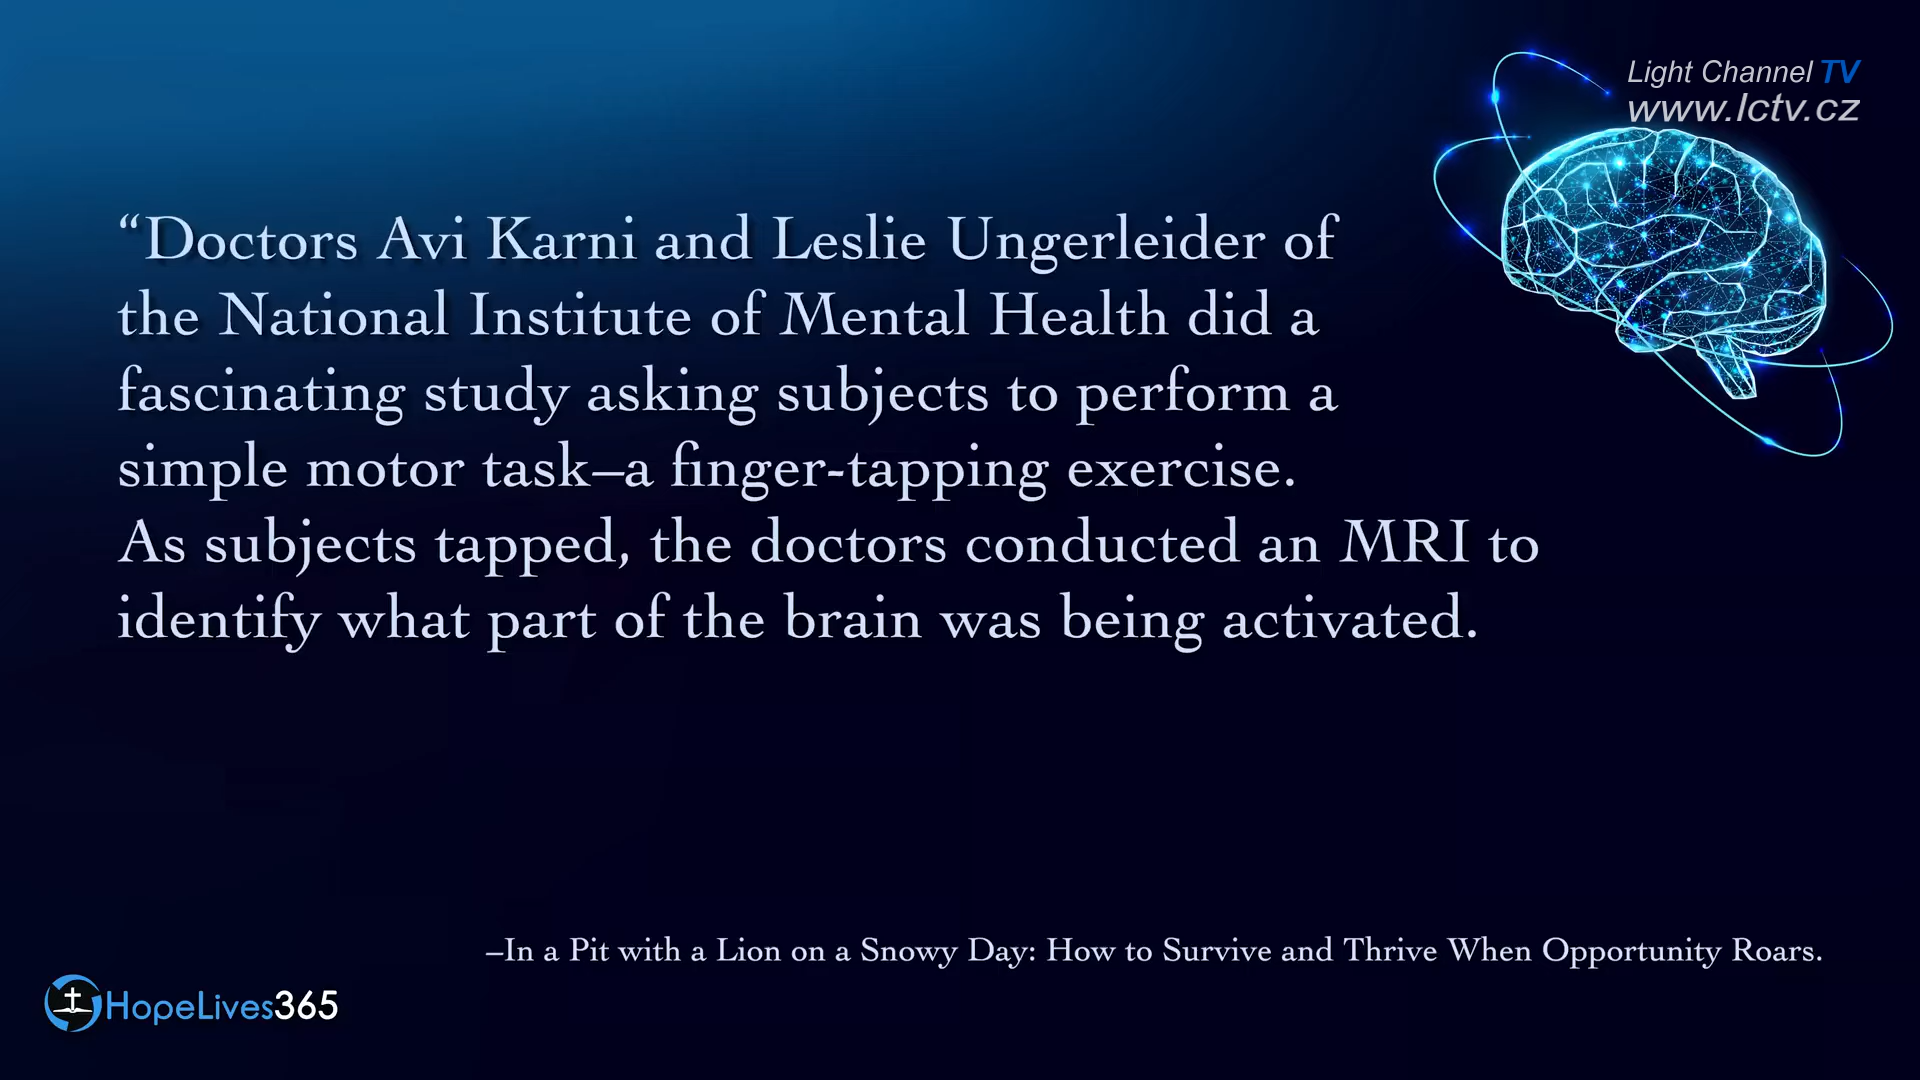 Light Channel TV
www.lctv.cz
“Doctors Avi Karni and Leslie Ungerleider of
the National Institute of Mental Health did a
fascinating study asking subjects to perform a
simple motor task–a finger-tapping exercise.
As subjects tapped, the doctors conducted an MRI to
identify what part of the brain was being activated.
–In a Pit with a Lion on a Snowy Day: How to Survive and Thrive When Opportunity Roars.
HopeLives365